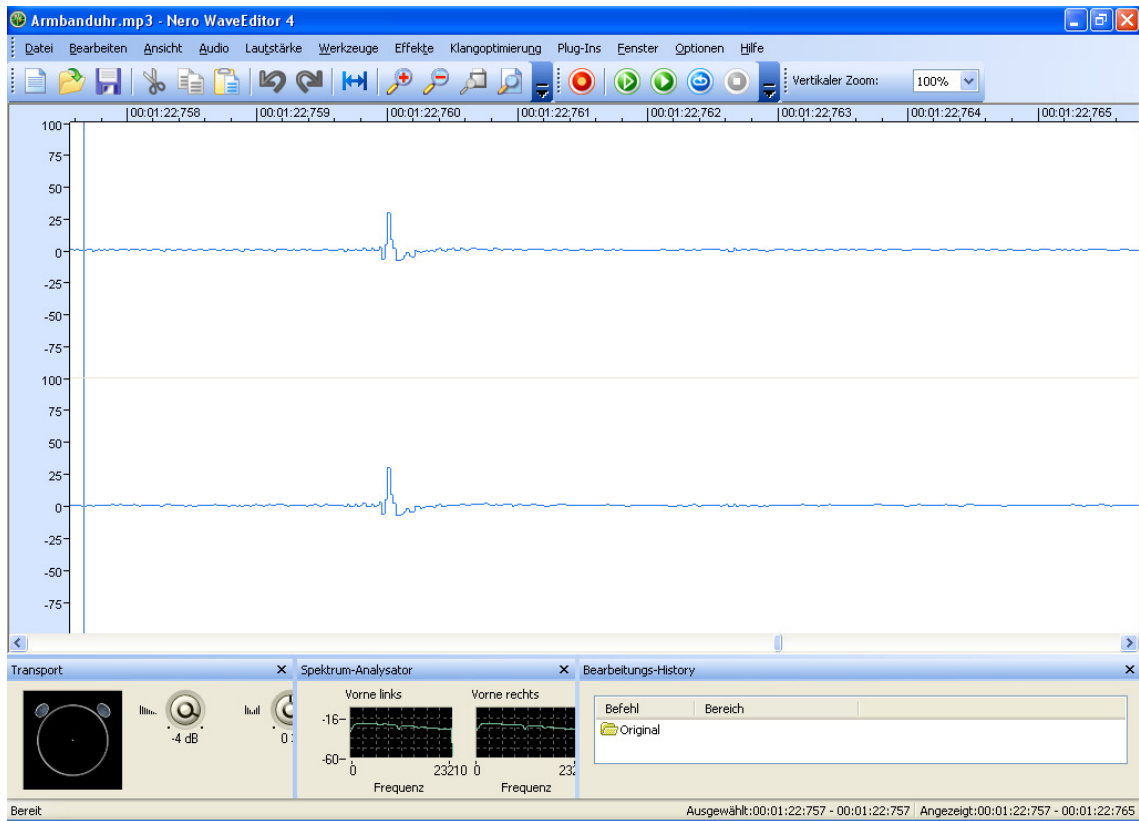 Armbanduhr.mp3 - Nero WaveEditor 4
Datei Bearbeiten Ansicht Audio Lautstärke Werkzeuge Effekte Klangoptimierung Plug-Ins Fenster Optionen Hilfe
Vertikaler Zoom: 100%
00:01:22:758 00:01:22:759 00:01:22:760 00:01:22:761 00:01:22:762 00:01:22:763 00:01:22:764 00:01:22:765
100
75
50
25
0
-25
-50
-75
100
75
50
25
0
-25
-50
-75
Transport Spektrum-Analysator Bearbeitungs-History
Vorne links Vorne rechts
Befehl Bereich
-16
Original
-4 dB 0
-60
0 23210 0 232
Frequenz Frequenz
Bereit Ausgewählt:00:01:22:757 - 00:01:22:757 Angezeigt:00:01:22:757 - 00:01:22:765